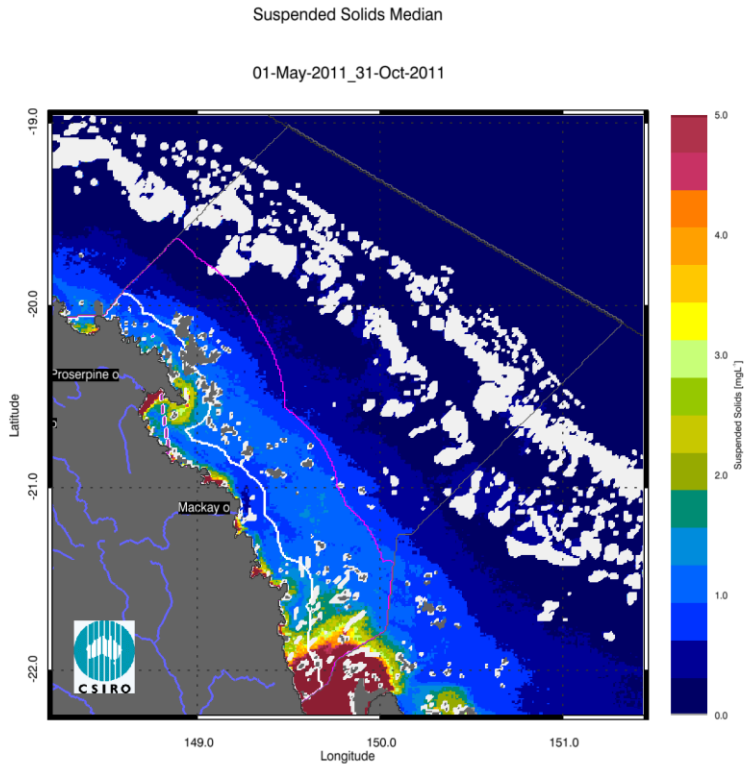 Suspended Solids Median
01-May-2011_31-Oct-2011
-19.0
-20.0
-21.0
-22.0
Latitude
Proserpine o
Mackay o
CSIRO
149.0
150.0
151.0
Longitude
5.0
4.0
3.0
2.0
1.0
0.0
Suspended Solids [mgL⁻]